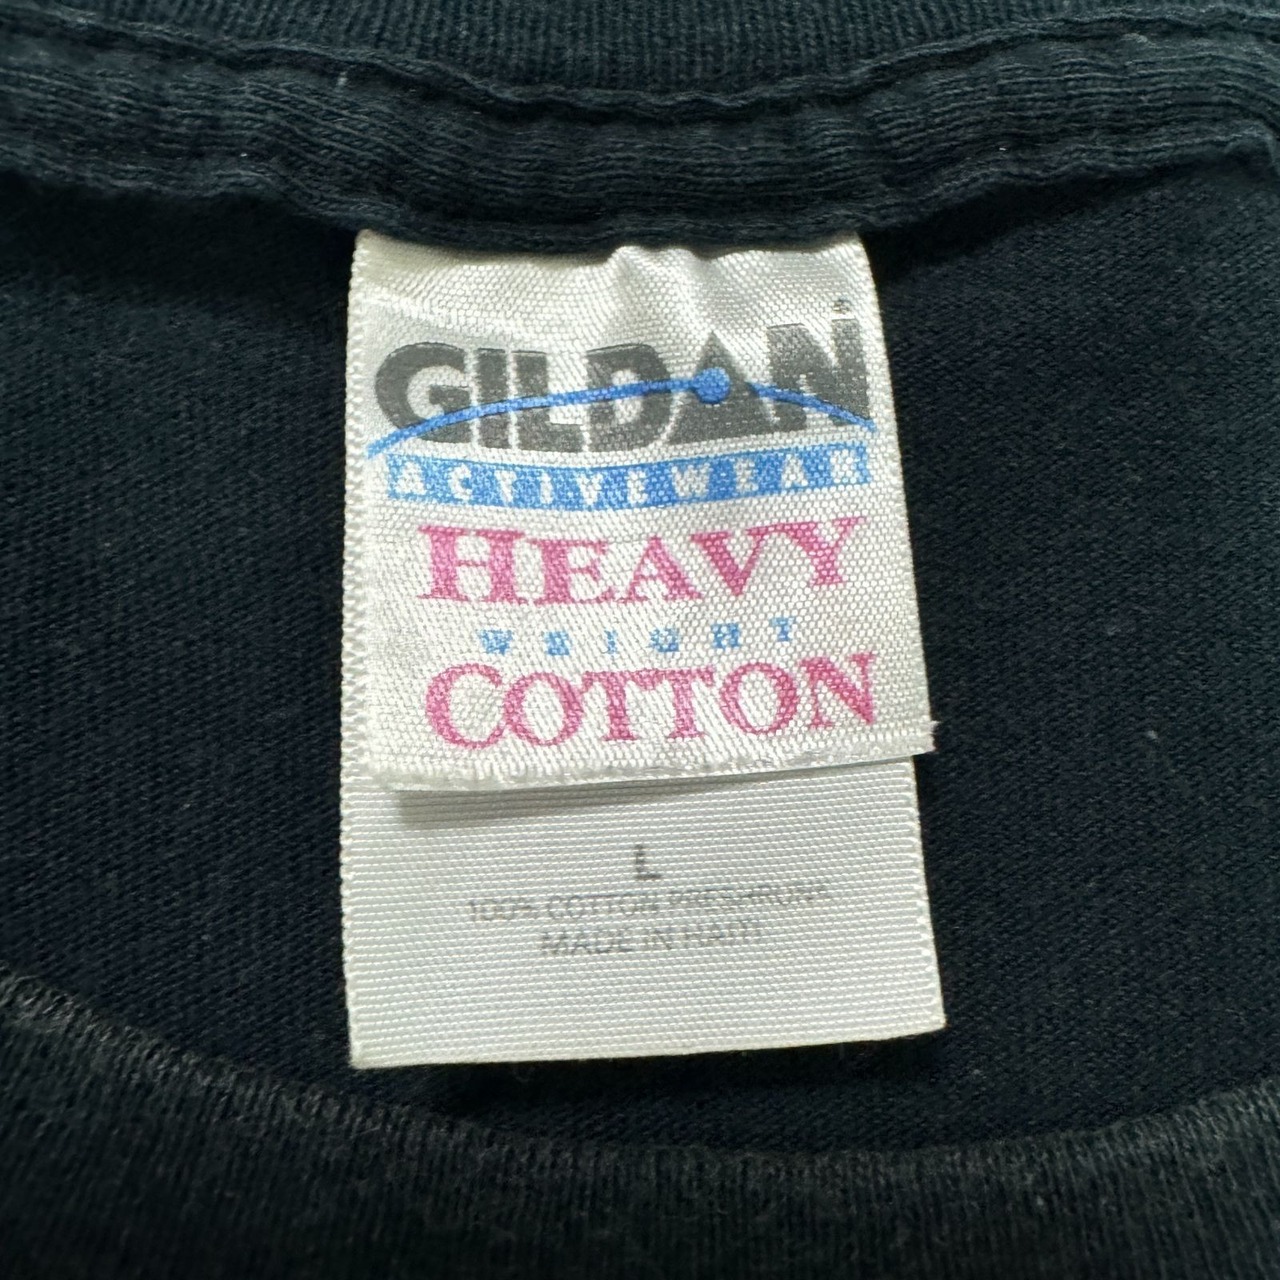 GILDAN
ACTIVEWEAR
HEAVY
WEIGHT
COTTON
L
100% COTTON PRESHRUNK
MADE IN HAITI